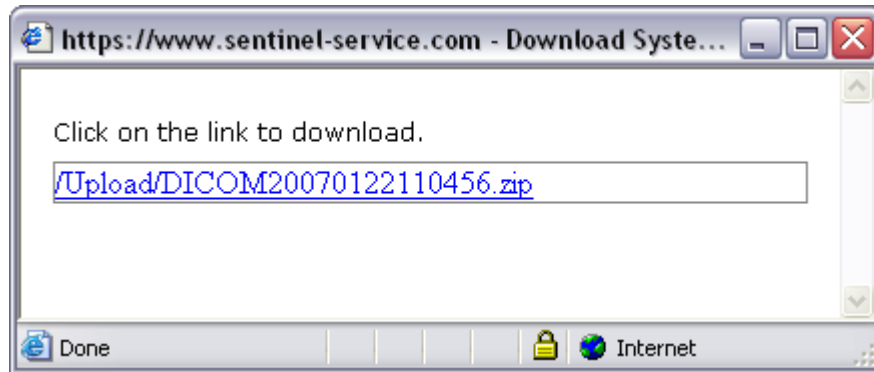 https://www.sentinel-service.com - Download Syste...
Click on the link to download.
/Upload/DICOM20070122110456.zip
Done
Internet